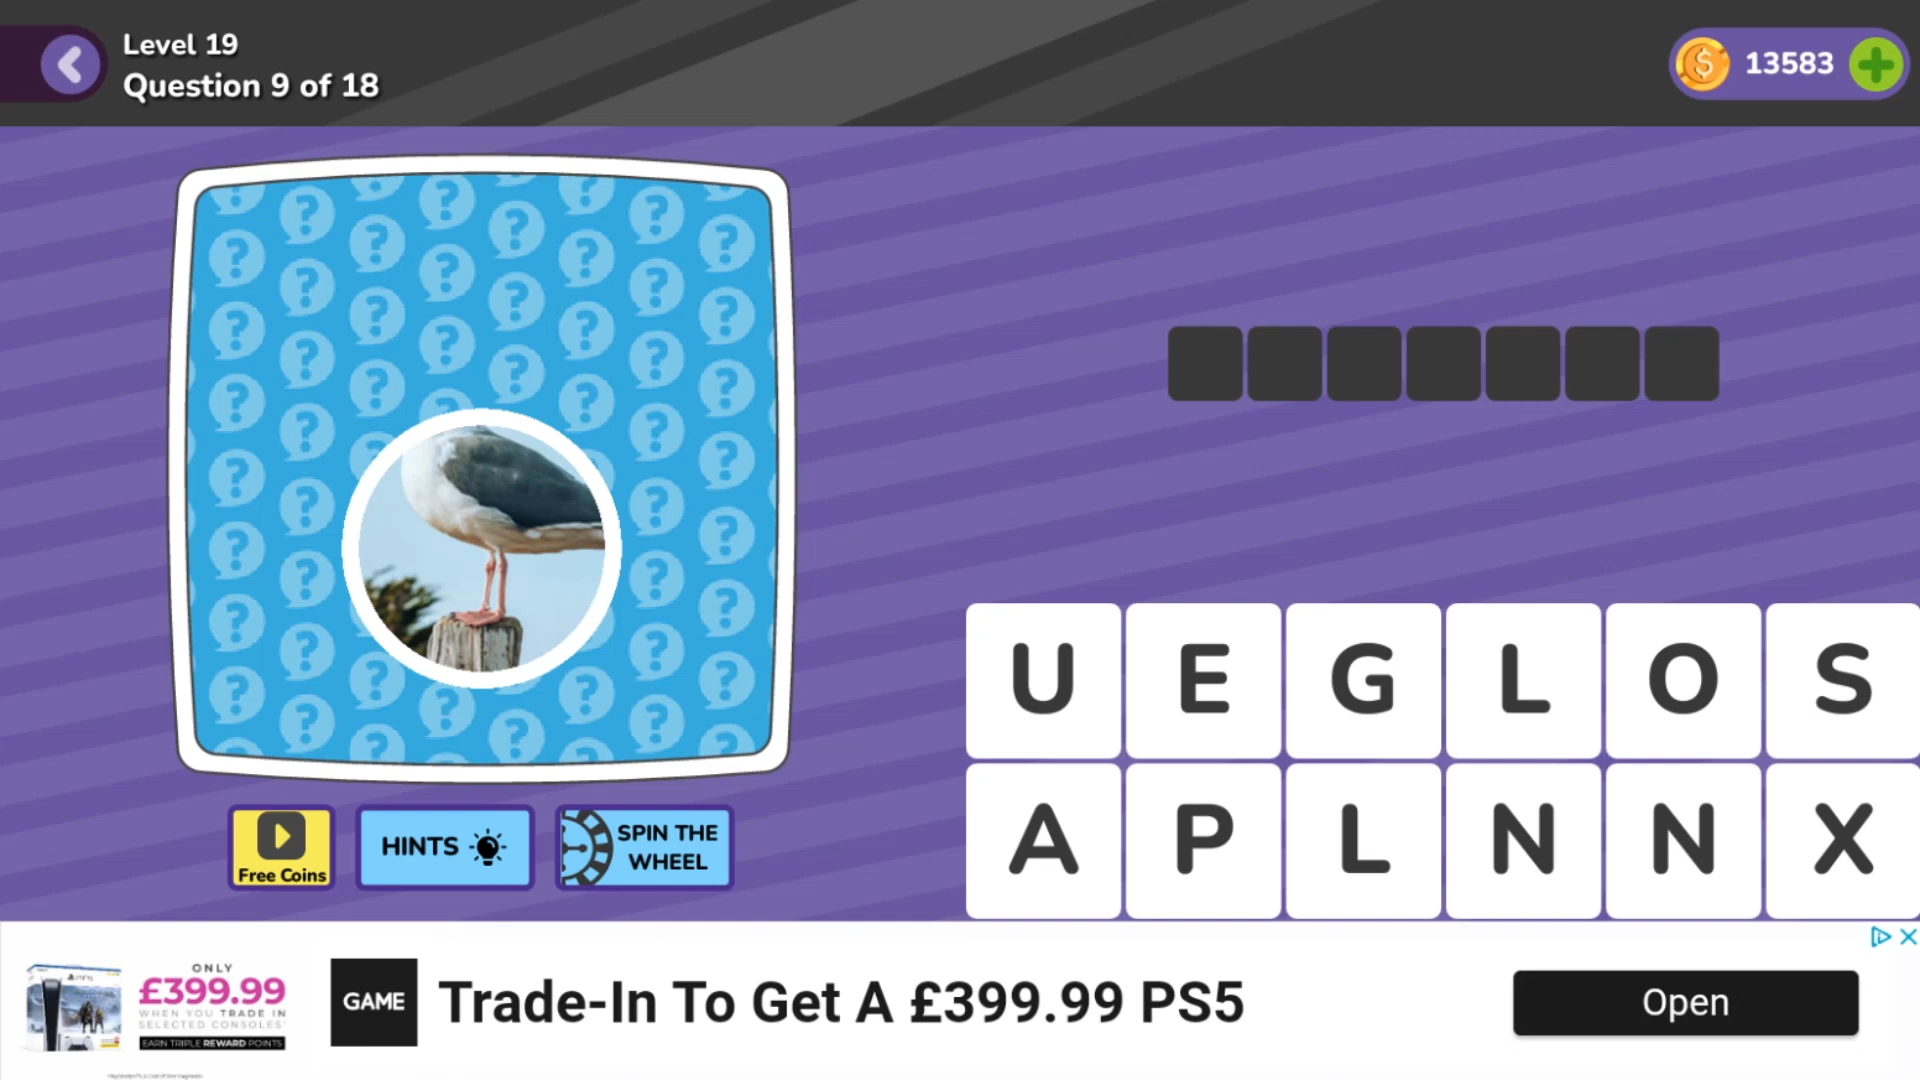 Level 19
Question 9 of 18
13583
U E G L O S
A P L N N X
Free Coins
HINTS
SPIN THE
WHEEL
ONLY
£399.99
WHEN YOU TRADE IN
SELECTED CONSOLES*
EARN TRIPLE REWARD POINTS
GAME
Trade-In To Get A £399.99 PS5
Open